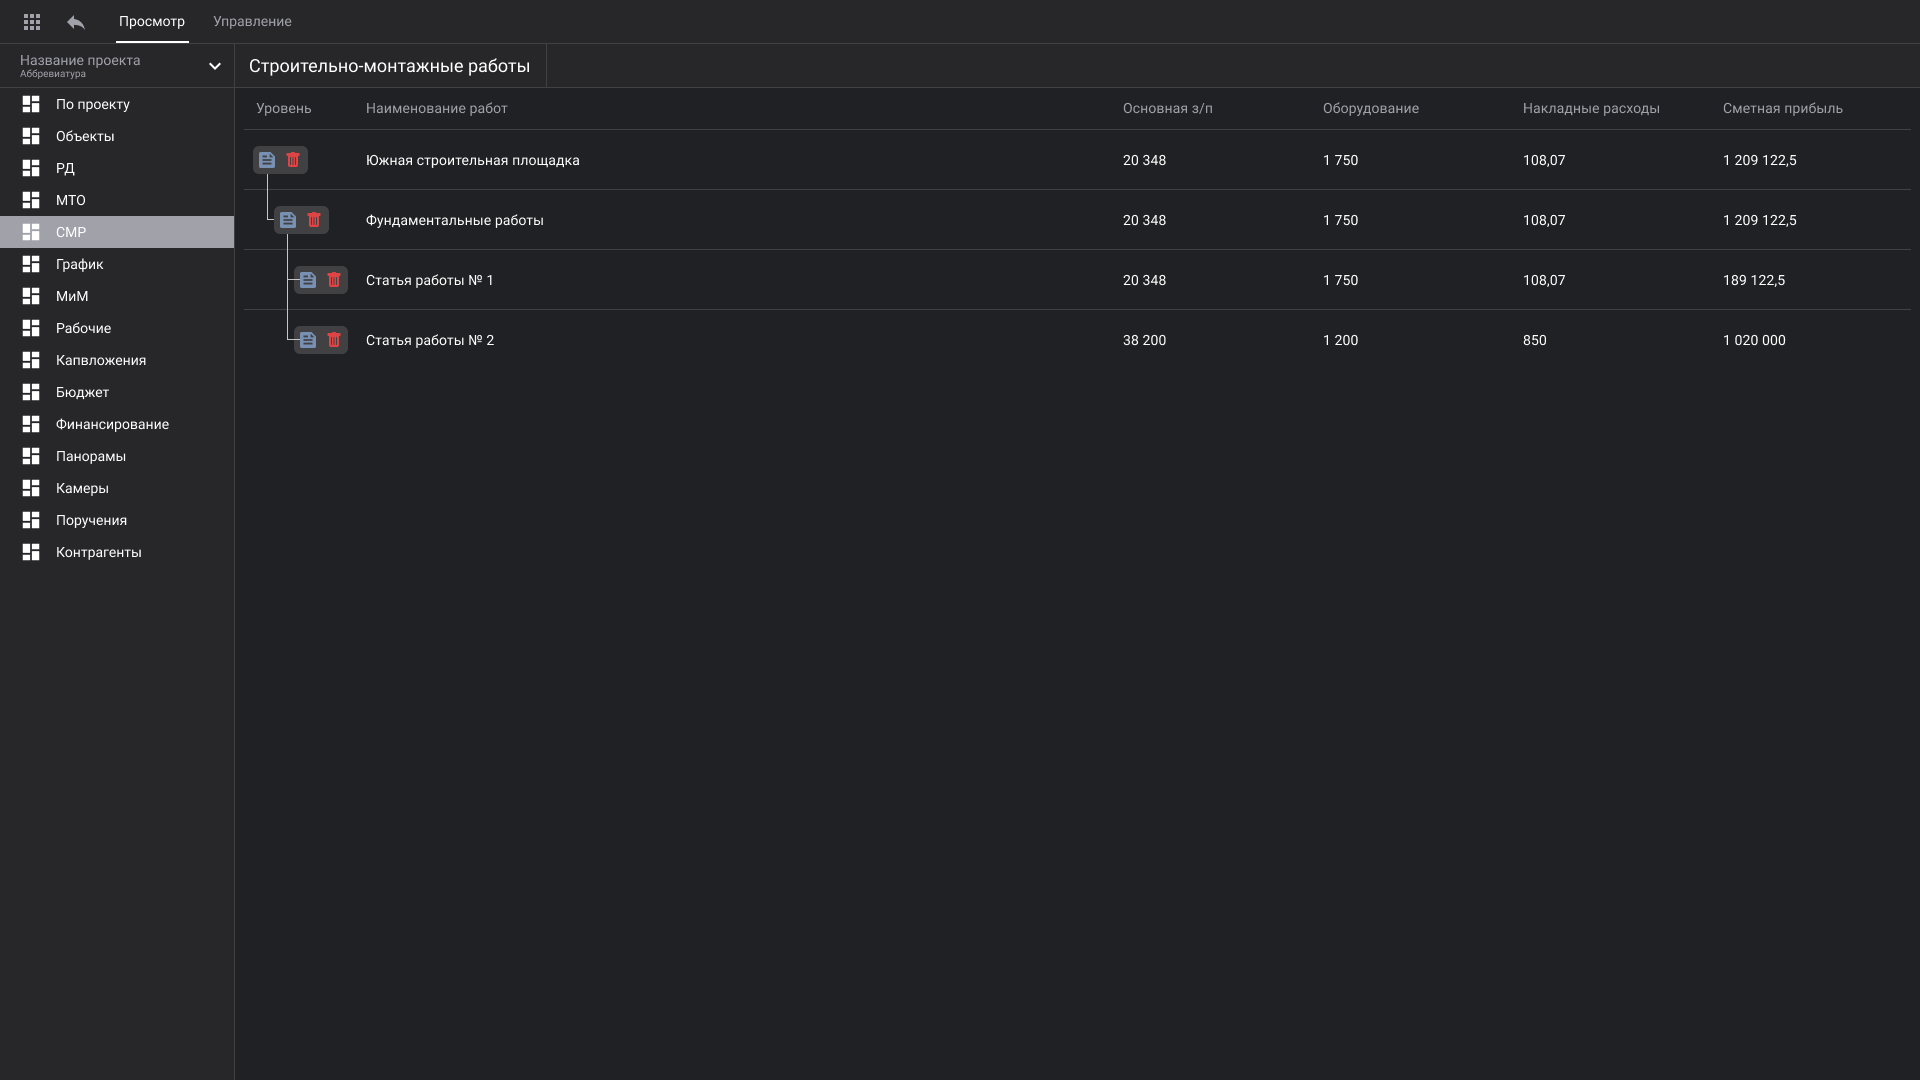 Просмотр Управление
Название проекта
Аббревиатура
Строительно-монтажные работы
По проекту
Объекты
РД
МТО
СМР
График
МиМ
Рабочие
Капвложения
Бюджет
Финансирование
Панорамы
Камеры
Поручения
Контрагенты
Уровень Наименование работ Основная з/п Оборудование Накладные расходы Сметная прибыль
Южная строительная площадка 20 348 1 750 108,07 1 209 122,5
Фундаментальные работы 20 348 1 750 108,07 1 209 122,5
Статья работы № 1 20 348 1 750 108,07 189 122,5
Статья работы № 2 38 200 1 200 850 1 020 000